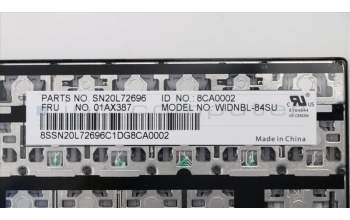 PARTS NO. SN20L72696 ID NO.: 8CA0002
FRU NO. 01AX387 MODEL NO.: WIDNBL-84SU
8SSN20L72696C1DG8CA0002
Made in China